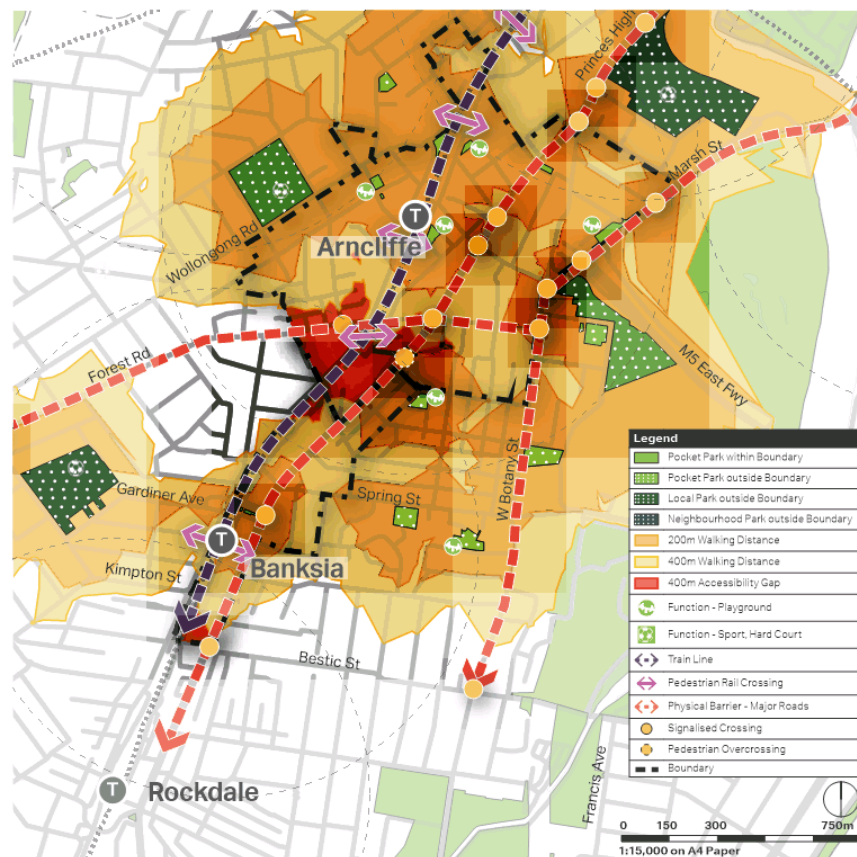 Princes High
Marsh St
T
Wollongong Rd
Arncliffe
Forest Rd
M5 East Fwy
Gardiner Ave
Spring St
W Botany St
T
Kimpton St
Banksia
Bestic St
Francis Ave
T
Rockdale
Legend
Pocket Park within Boundary
Pocket Park outside Boundary
Local Park outside Boundary
Neighbourhood Park outside Boundary
200m Walking Distance
400m Walking Distance
400m Accessibility Gap
Function - Playground
Function - Sport, Hard Court
Train Line
Pedestrian Rail Crossing
Physical Barrier - Major Roads
Signalised Crossing
Pedestrian Overcrossing
Boundary
0 150 300 750m
1:15,000 on A4 Paper